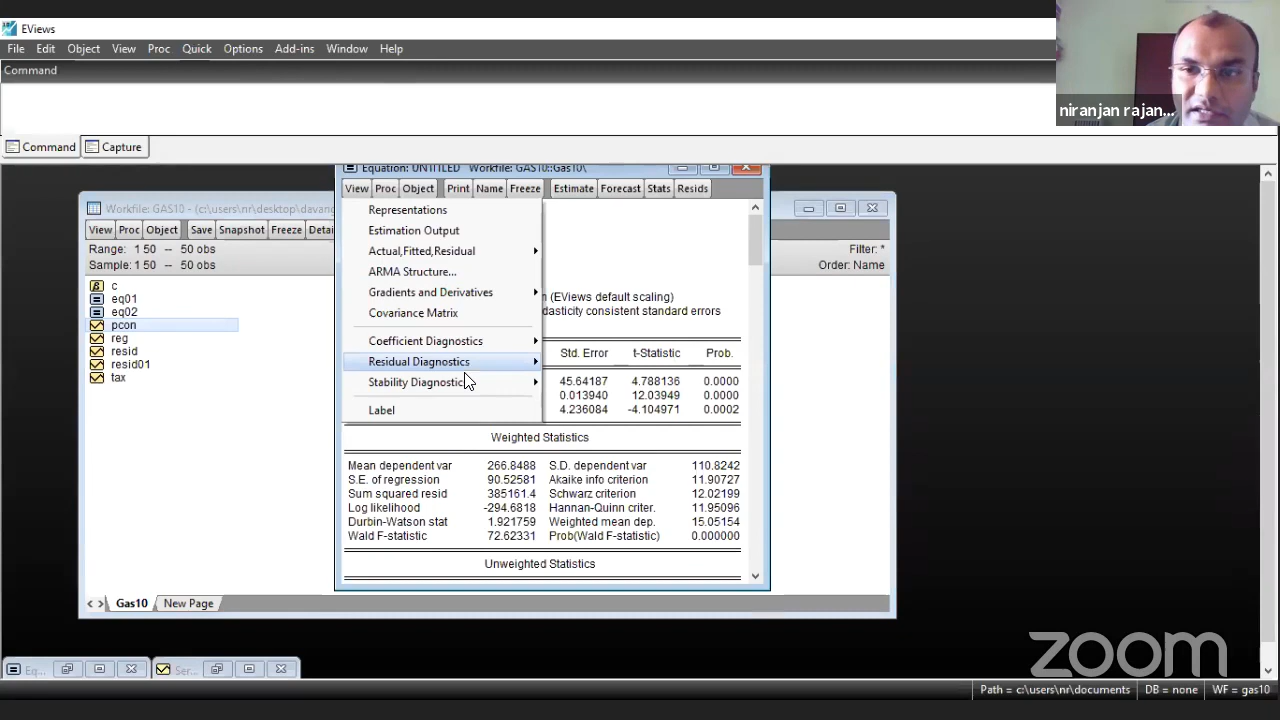 EViews
File Edit Object View Proc Quick Options Add-ins Window Help
Command
niranjan rajan...
Command Capture
Equation: UNTITLED Workfile: GAS10::Gas10\
View Proc Object Print Name Freeze Estimate Forecast Stats Resids
Workfile: GAS10 - (c:\users\nr\desktop\davang
View Proc Object Save Snapshot Freeze Detai
Range: 1 50 -- 50 obs
Filter: *
Sample: 1 50 -- 50 obs
Order: Name
c
eq01
eq02
pcon
reg
resid
resid01
tax
Representations
Estimation Output
Actual,Fitted,Residual
ARMA Structure...
Gradients and Derivatives
Covariance Matrix
Coefficient Diagnostics
Residual Diagnostics
Stability Diagnostic
Label
(EViews default scaling)
dasticity consistent standard errors
Std. Error t-Statistic Prob.
45.64187 4.788136 0.0000
0.013940 12.03949 0.0000
4.236084 -4.104971 0.0002
Weighted Statistics
Mean dependent var 266.8488 S.D. dependent var 110.8242
S.E. of regression 90.52581 Akaike info criterion 11.90727
Sum squared resid 385161.4 Schwarz criterion 12.02199
Log likelihood -294.6818 Hannan-Quinn criter. 11.95096
Durbin-Watson stat 1.921759 Weighted mean dep. 15.05154
Wald F-statistic 72.62331 Prob(Wald F-statistic) 0.000000
Unweighted Statistics
Gas10 New Page
Eq... Ser...
zoom
Path = c:\users\nr\documents DB = none WF = gas10